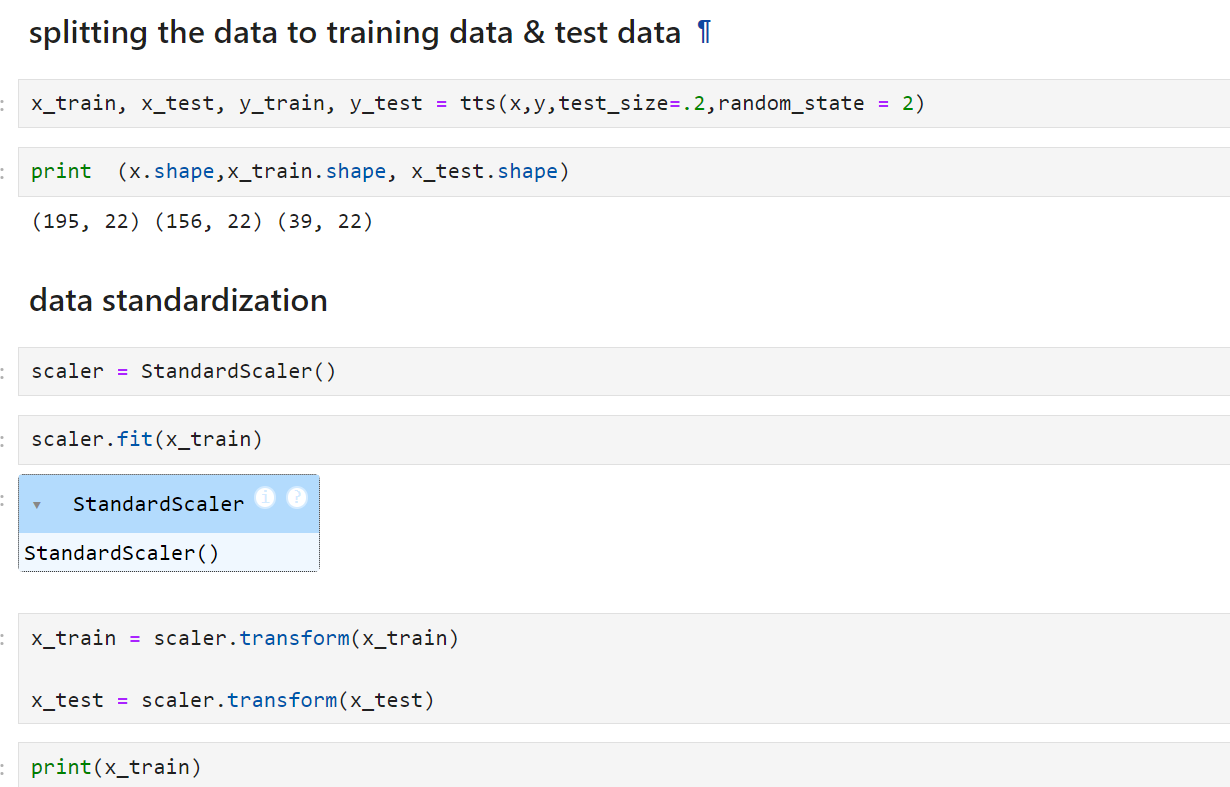 splitting the data to training data & test data ¶
: x_train, x_test, y_train, y_test = tts(x,y,test_size=.2,random_state = 2)
: print  (x.shape,x_train.shape, x_test.shape)
(195, 22) (156, 22) (39, 22)
data standardization
: scaler = StandardScaler()
: scaler.fit(x_train)
: ▾ StandardScaler i ?
StandardScaler()
: x_train = scaler.transform(x_train)
x_test = scaler.transform(x_test)
: print(x_train)